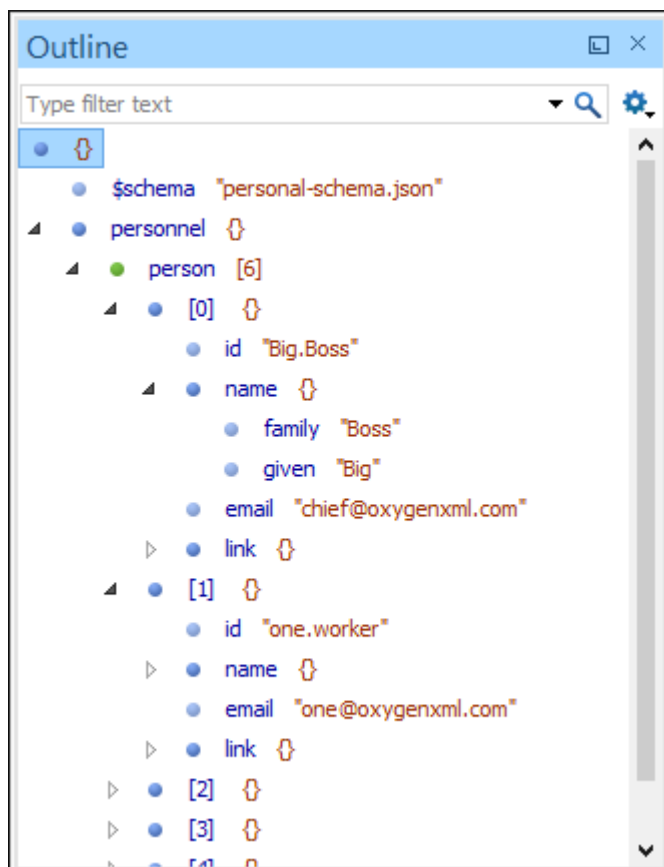 Outline
Type filter text
{}
$schema "personal-schema.json"
personnel {}
person [6]
[0] {}
id "Big.Boss"
name {}
family "Boss"
given "Big"
email "chief@oxygenxml.com"
link {}
[1] {}
id "one.worker"
name {}
email "one@oxygenxml.com"
link {}
[2] {}
[3] {}
[4] {}